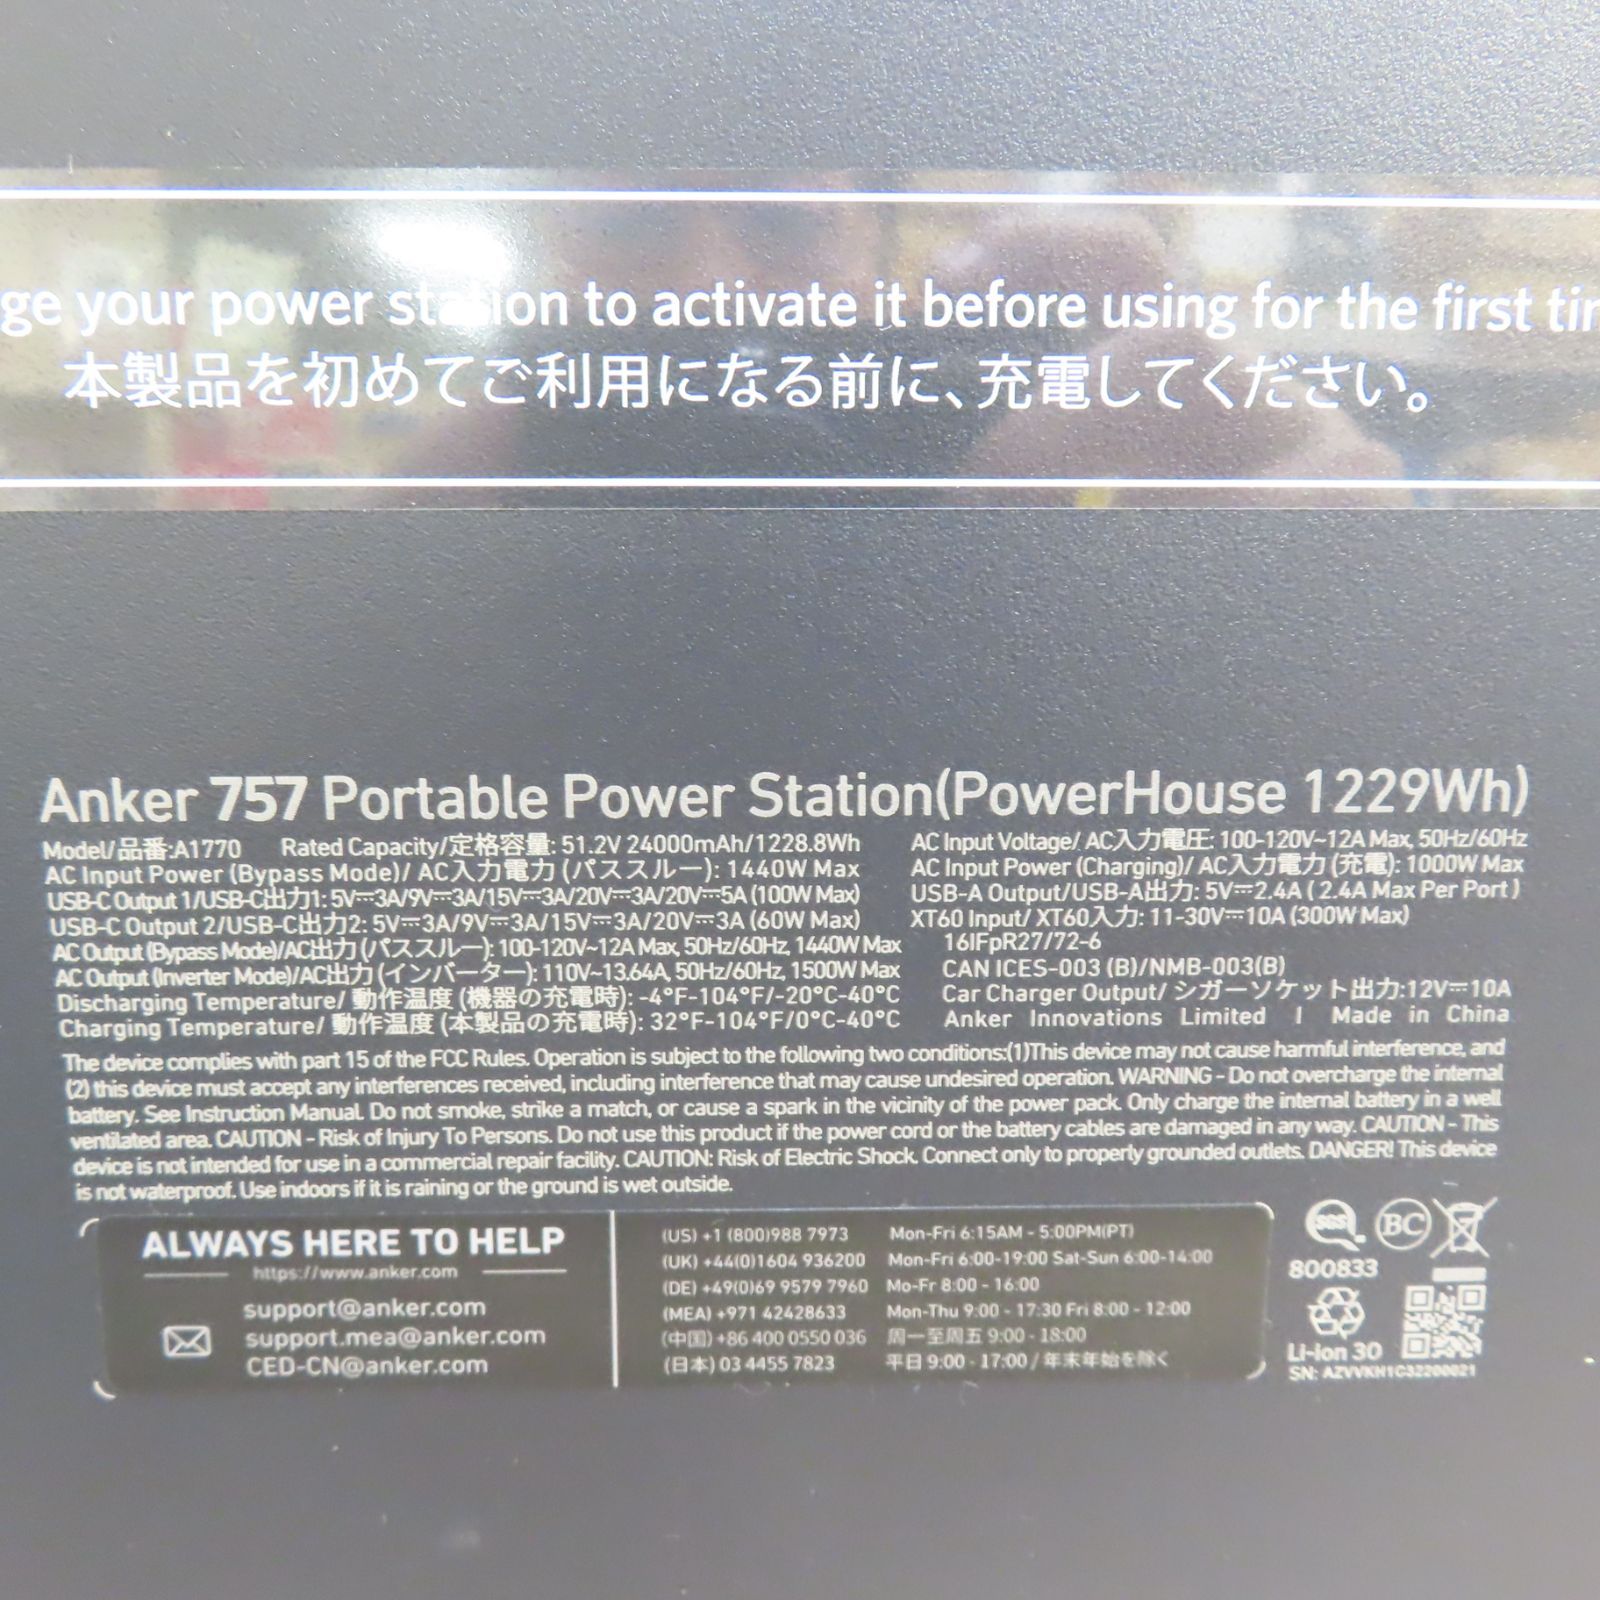 ge your power station to activate it before using for the first
本製品を初めてご利用になる前に、充電してください。
Anker 757 Portable Power Station(PowerHouse 1229Wh)
Model/品番:A1770 Rated Capacity/定格容量: 51.2V 24000mAh/1228.8Wh
AC Input Power (Bypass Mode)/ AC入力電力 (パススルー): 1440W Max
USB-C Output 1/USB-C出力1: 5V⎓3A/9V⎓3A/15V⎓3A/20V⎓3A/20V⎓5A (100W Max)
USB-C Output 2/USB-C出力2: 5V⎓3A/9V⎓3A/15V⎓3A/20V⎓3A (60W Max)
AC Output (Bypass Mode)/AC出力 (パススルー): 100-120V~12A Max, 50Hz/60Hz, 1440W Max
AC Output (Inverter Mode)/AC出力 (インバーター): 110V~13.64A, 50Hz/60Hz, 1500W Max
Discharging Temperature/ 動作温度 (機器の充電時): -4°F-104°F/-20°C-40°C
Charging Temperature/ 動作温度 (本製品の充電時): 32°F-104°F/0°C-40°C
AC Input Voltage/ AC入力電圧: 100-120V~12A Max, 50Hz/60Hz
AC Input Power (Charging)/ AC入力電力 (充電): 1000W Max
USB-A Output/USB-A出力: 5V⎓2.4A ( 2.4A Max Per Port )
XT60 Input/ XT60入力: 11-30V⎓10A (300W Max)
16IFpR27/72-6
CAN ICES-003 (B)/NMB-003(B)
Car Charger Output/ シガーソケット出力:12V⎓10A
Anker Innovations Limited | Made in China
The device complies with part 15 of the FCC Rules. Operation is subject to the following two conditions:(1)This device may not cause harmful interference, and
(2) this device must accept any interferences received, including interference that may cause undesired operation. WARNING - Do not overcharge the internal
battery. See Instruction Manual. Do not smoke, strike a match, or cause a spark in the vicinity of the power pack. Only charge the internal battery in a well
ventilated area. CAUTION - Risk of Injury To Persons. Do not use this product if the power cord or the battery cables are damaged in any way. CAUTION - This
device is not intended for use in a commercial repair facility. CAUTION: Risk of Electric Shock. Connect only to properly grounded outlets. DANGER! This device
is not waterproof. Use indoors if it is raining or the ground is wet outside.
ALWAYS HERE TO HELP
https://www.anker.com
support@anker.com
support.mea@anker.com
CED-CN@anker.com
(US) +1 (800)988 7973 Mon-Fri 6:15AM - 5:00PM(PT)
(UK) +44(0)1604 936200 Mon-Fri 6:00-19:00 Sat-Sun 6:00-14:00
(DE) +49(0)69 9579 7960 Mo-Fr 8:00 - 16:00
(MEA) +971 42428633 Mon-Thu 9:00 - 17:30 Fri 8:00 - 12:00
(中国) +86 400 0550 036 周一至周五 9:00 - 18:00
(日本) 03 4455 7823 平日 9:00 - 17:00 / 年末年始を除く
SGS BC
800833
Li-ion 30
SN: AZVVKH1C32200021